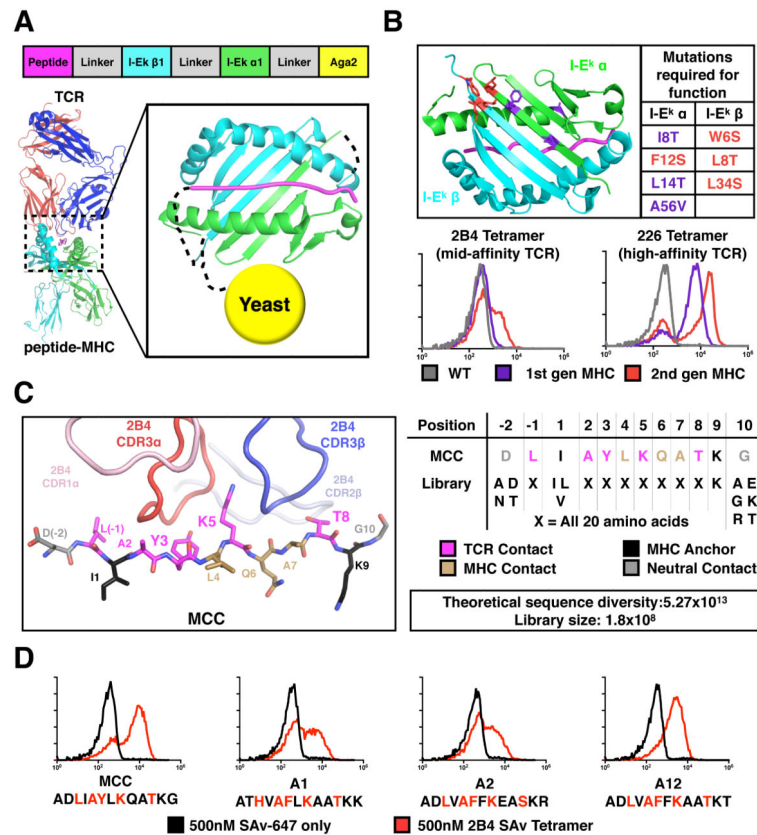 A
Peptide Linker I-Ek β1 Linker I-Ek α1 Linker Aga2
TCR
peptide-MHC
Yeast
B
I-Eᵏ α
I-Eᵏ β
Mutations
required for
function
I-Eᵏ α I-Eᵏ β
I8T W6S
F12S L8T
L14T L34S
A56V
2B4 Tetramer
(mid-affinity TCR)
226 Tetramer
(high-affinity TCR)
10⁰ 10² 10⁴ 10⁶
10⁰ 10² 10⁴ 10⁶
WT 1st gen MHC 2nd gen MHC
C
2B4
CDR3α
2B4
CDR3β
2B4
CDR1α
2B4
CDR2β
D(-2)
L(-1)
I1
A2
Y3
L4
K5
Q6
A7
T8
K9
G10
MCC
Position -2 -1 1 2 3 4 5 6 7 8 9 10
MCC D L I A Y L K Q A T K G
Library A D X I L X X X X X X X K A E
N T V G K
R T
X = All 20 amino acids
TCR Contact MHC Anchor
MHC Contact Neutral Contact
Theoretical sequence diversity:5.27x10¹³
Library size: 1.8x10⁸
D
10⁰ 10² 10⁴ 10⁶
MCC
ADLIAYLKQATKG
10⁰ 10² 10⁴ 10⁶
A1
ATHVAFLKAATKK
10⁰ 10² 10⁴ 10⁶
A2
ADLVAFFKEASKR
10⁰ 10² 10⁴ 10⁶
A12
ADLVAFFKAATKT
500nM SAv-647 only 500nM 2B4 SAv Tetramer